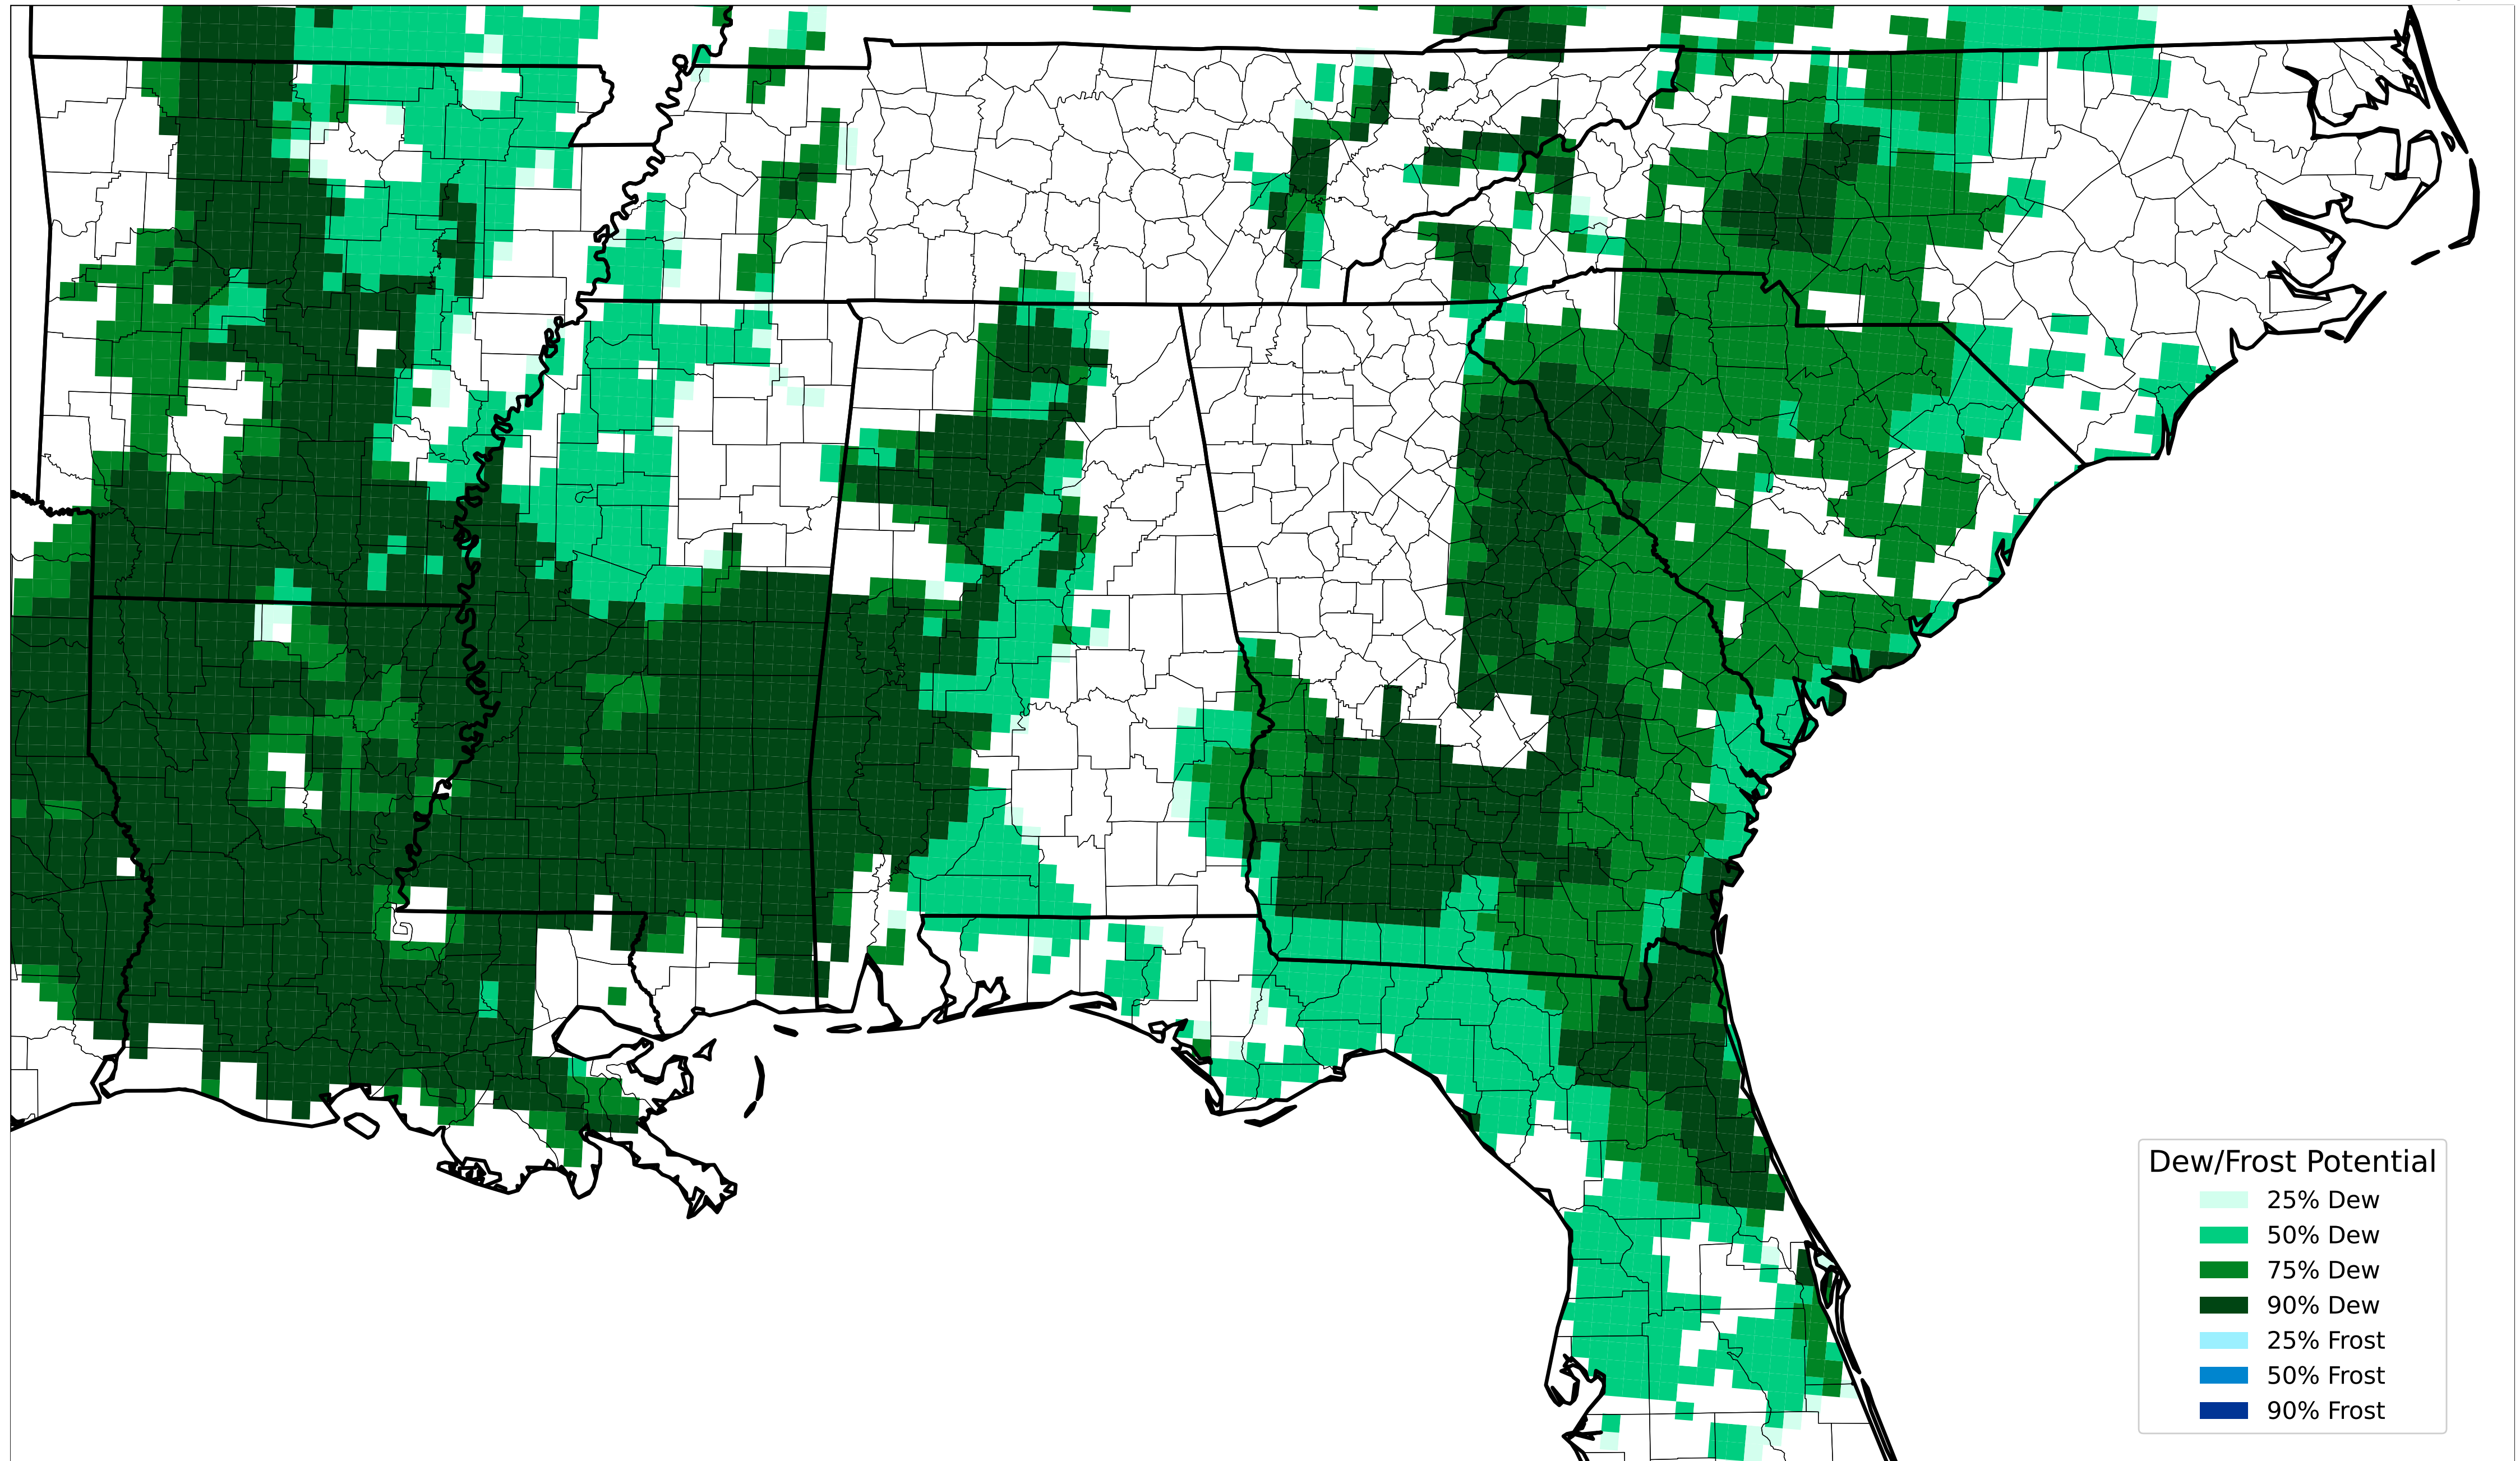 Dew/Frost Potential
25% Dew
50% Dew
75% Dew
90% Dew
25% Frost
50% Frost
90% Frost